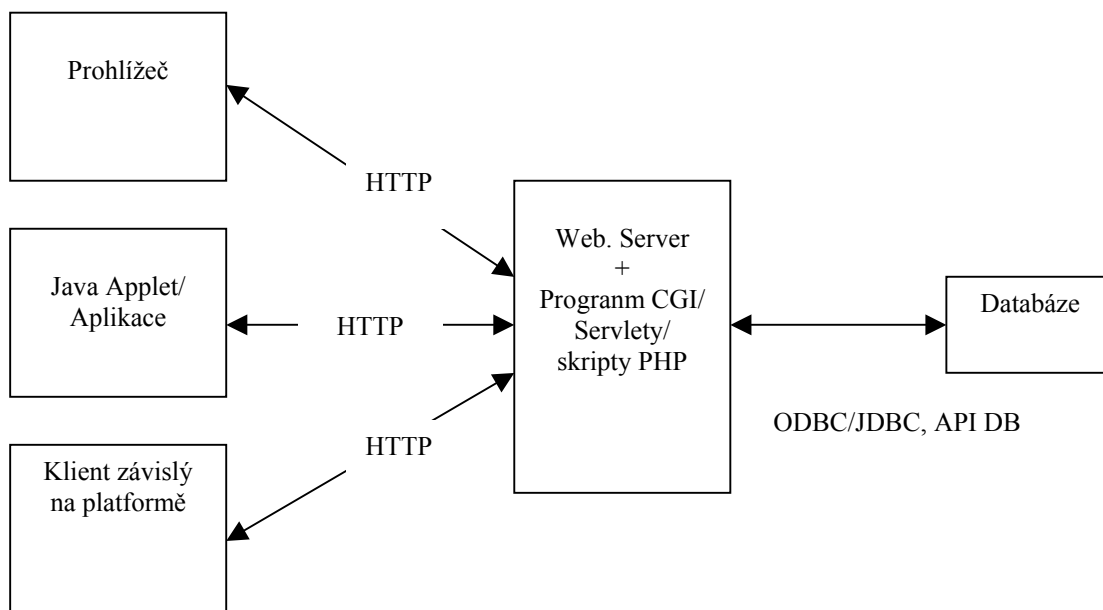 Prohlížeč
HTTP
Java Applet/
Aplikace
HTTP
Klient závislý
na platformě
HTTP
Web. Server
+
Progranm CGI/
Servlety/
skripty PHP
Databáze
ODBC/JDBC, API DB